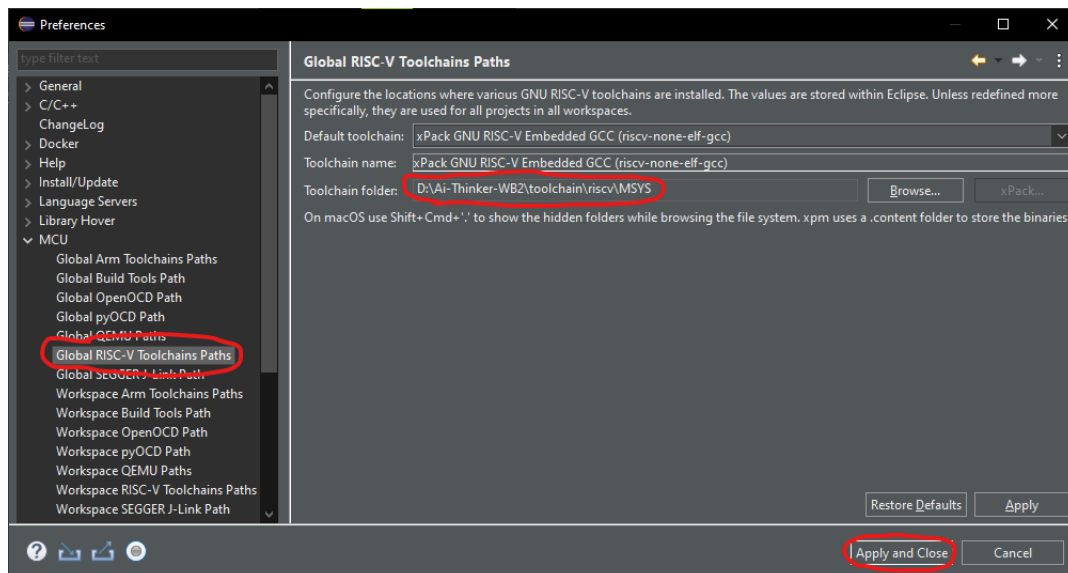 Preferences
type filter text
General
C/C++
ChangeLog
Docker
Help
Install/Update
Language Servers
Library Hover
MCU
Global Arm Toolchains Paths
Global Build Tools Path
Global OpenOCD Path
Global pyOCD Path
Global QEMU Paths
Global RISC-V Toolchains Paths
Global SEGGER J-Link Path
Workspace Arm Toolchains Paths
Workspace Build Tools Path
Workspace OpenOCD Path
Workspace pyOCD Path
Workspace QEMU Paths
Workspace RISC-V Toolchains Paths
Workspace SEGGER J-Link Path
Global RISC-V Toolchains Paths
Configure the locations where various GNU RISC-V toolchains are installed. The values are stored within Eclipse. Unless redefined more
specifically, they are used for all projects in all workspaces.
Default toolchain: xPack GNU RISC-V Embedded GCC (riscv-none-elf-gcc)
Toolchain name: xPack GNU RISC-V Embedded GCC (riscv-none-elf-gcc)
Toolchain folder: D:\Ai-Thinker-WB2\toolchain\riscv\MSYS Browse... xPack...
On macOS use Shift+Cmd+'.' to show the hidden folders while browsing the file system. xpm uses a .content folder to store the binaries
Restore Defaults Apply
Apply and Close Cancel